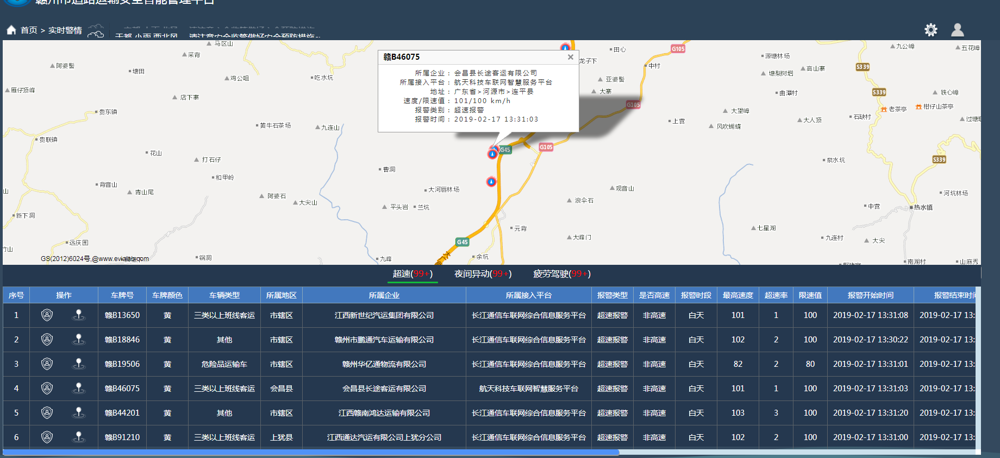 赣州市道路运输安全智能管理平台
首页 > 实时警情
于都 小雨 西北风 请注意安全监管做好安全预防措施~
马区山
采背
阿婆髻
塘田
鸡公咀
吃水坑
雁仔顶峰
店下寨
贵东镇
黄牛石茶场
九连山
贵联镇
花山
打石仔
和甲岭
背音山
青山尾
阿婆石
大尖山
山
新下洞
远庆围
竹山
锅洞
GS(2012)6024号,@www.evialab.com
田心
G105
龙子下
中村
亚婆髻
大寨
G105
上营
G45
G105
曹洞
大河唇林场
平头岩
兰坑
观音山
浪伞石
元背
大峰门
G45
余坑
九峰
九公嶂
五花嶂
源塘林场
S339
高山寨
塘梨树垇
曲潭村
S339
铁心嶂
老茶亭
柑仔山茶亭
大望嶂
石缺村
大人顶
过塘垇
风吹蝴蝶
泉水坑
S339
河坑林场
中营
热水镇
七星湖
九连村
大尖
南湖村
山麻秀
赣B46075
所属企业： 会昌县长途客运有限公司
所属接入平台： 航天科技车联网智慧服务平台
地址： 广东省>河源市>连平县
速度/限速值： 101/100 km/h
报警类别： 超速报警
报警时间： 2019-02-17 13:31:03
超速(99+) 夜间异动(99+) 疲劳驾驶(99+)
序号 操作 车牌号 车牌颜色 车辆类型 所属地区 所属企业 所属接入平台 报警类型 是否高速 报警时段 最高速度 超速率 限速值 报警开始时间 报警结束时间
1 赣B13650 黄 三类以上班线客运 市辖区 江西新世纪汽运集团有限公司 长江通信车联网综合信息服务平台 超速报警 非高速 白天 101 1 100 2019-02-17 13:31:08 2019-02-17 13:
2 赣B18846 黄 其他 市辖区 赣州市鹏通汽车运输有限公司 长江通信车联网综合信息服务平台 超速报警 非高速 白天 102 2 100 2019-02-17 13:30:22 2019-02-17 13:
3 赣B19506 黄 危险品运输车 市辖区 赣州华亿通物流有限公司 长江通信车联网综合信息服务平台 超速报警 非高速 白天 82 2 80 2019-02-17 13:31:01 2019-02-17 13:
4 赣B46075 黄 三类以上班线客运 会昌县 会昌县长途客运有限公司 航天科技车联网智慧服务平台 超速报警 非高速 白天 101 1 100 2019-02-17 13:31:03 2019-02-17 13:
5 赣B44201 黄 其他 市辖区 江西赣南鸿达运输有限公司 长江通信车联网综合信息服务平台 超速报警 非高速 白天 103 3 100 2019-02-17 13:31:20 2019-02-17 13:
6 赣B91210 黄 三类以上班线客运 上犹县 江西通达汽运有限公司上犹分公司 长江通信车联网综合信息服务平台 超速报警 非高速 白天 102 2 100 2019-02-17 13:31:00 2019-02-17 13: